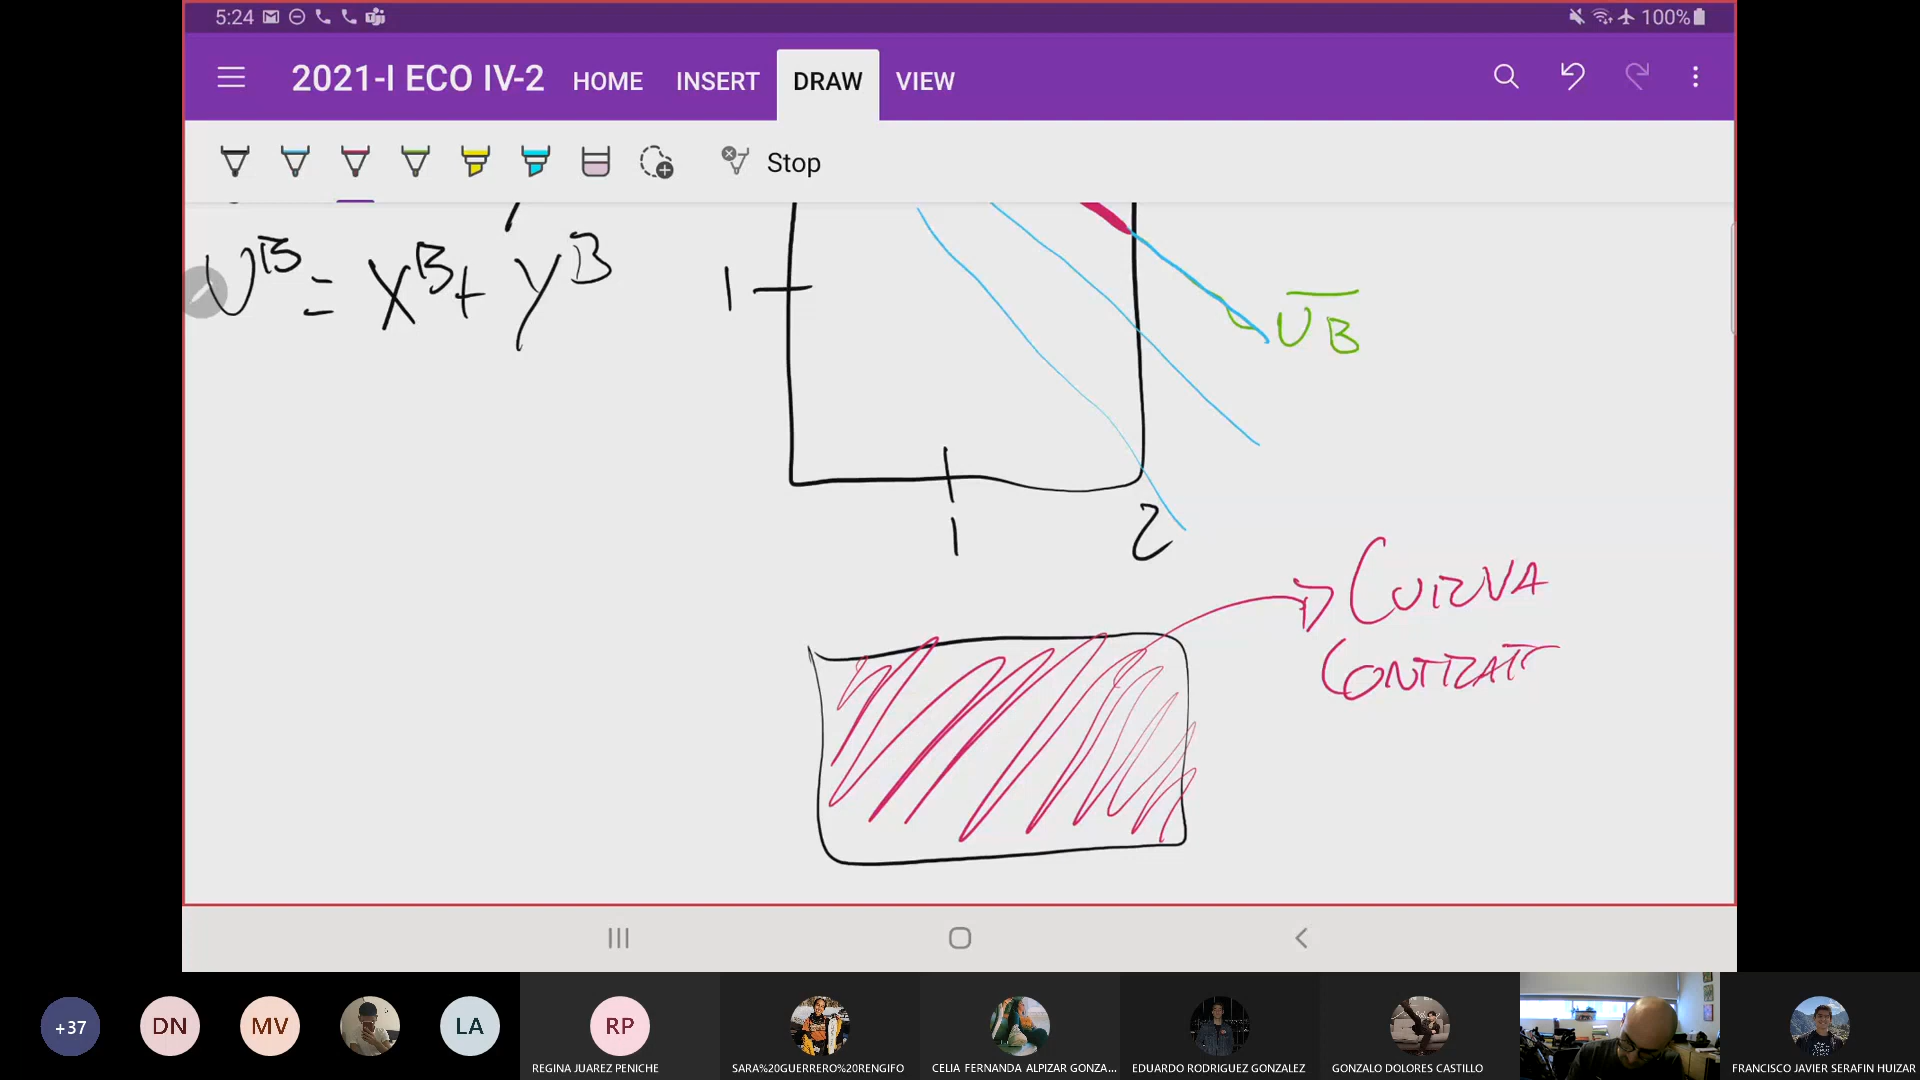 5:24 100%
2021-I ECO IV-2 HOME INSERT DRAW VIEW
Stop
U^B = X^B + Y^B
1
UB
1
2
CURVA
CONTRAT
+37 DN MV LA RP
REGINA JUAREZ PENICHE SARA%20GUERRERO%20RENGIFO CELIA FERNANDA ALPIZAR GONZA... EDUARDO RODRIGUEZ GONZALEZ GONZALO DOLORES CASTILLO FRANCISCO JAVIER SERAFIN HUIZAR